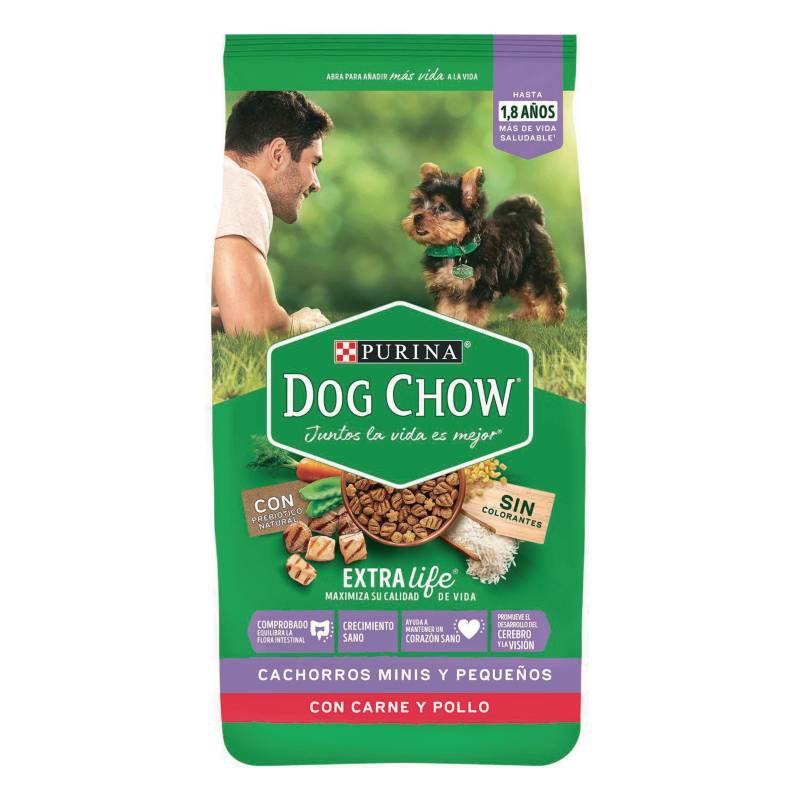 ABRA PARA AÑADIR más vida A LA VIDA
HASTA
1,8 AÑOS
MÁS DE VIDA
SALUDABLE¹
PURINA®
DOG CHOW®
Juntos la vida es mejor®
CON
PREBIÓTICO
NATURAL
SIN
COLORANTES
EXTRA life®
MAXIMIZA SU CALIDAD DE VIDA
COMPROBADO
EQUILIBRA LA
FLORA INTESTINAL
CRECIMIENTO
SANO
AYUDA A
MANTENER UN
CORAZÓN SANO
PROMUEVE EL
DESARROLLO DEL
CEREBRO
Y LA VISIÓN
CACHORROS MINIS Y PEQUEÑOS
CON CARNE Y POLLO